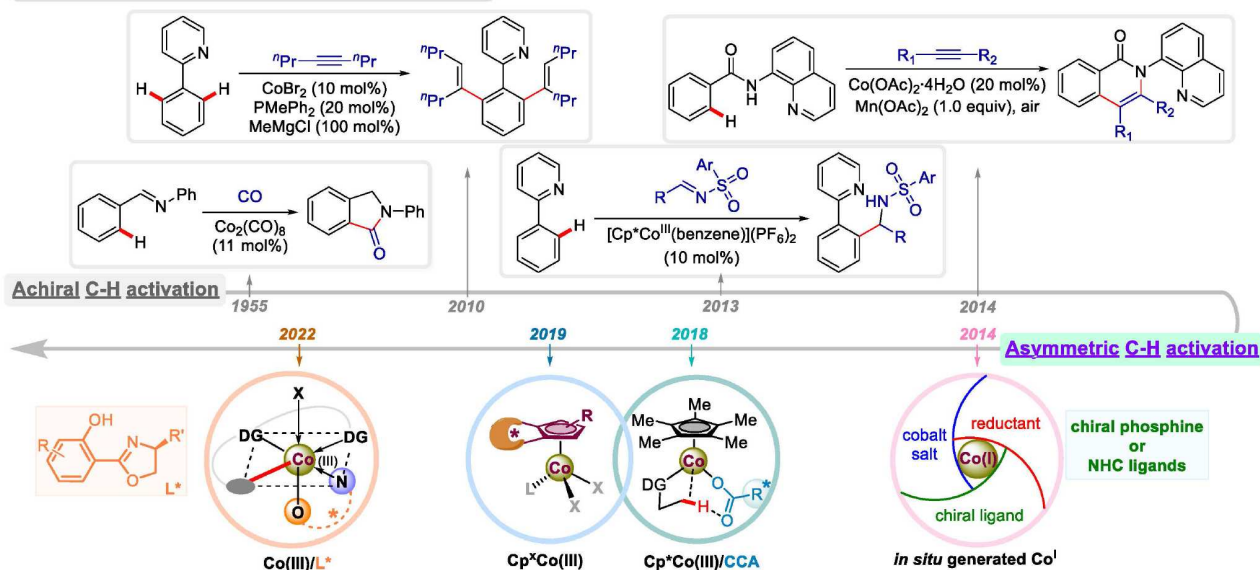 N
H
H
ⁿPr ≡ ⁿPr
CoBr₂ (10 mol%)
PMePh₂ (20 mol%)
MeMgCl (100 mol%)
ⁿPr
ⁿPr
N
ⁿPr
ⁿPr
O
N
H
N
H
R₁ R₂
Co(OAc)₂·4H₂O (20 mol%)
Mn(OAc)₂ (1.0 equiv), air
O
N
N
R₂
R₁
N Ph
H
CO
Co₂(CO)₈
(11 mol%)
N–Ph
O
N
H
R
N
Ar
S
O
O
[Cp*Coᴵᴵᴵ(benzene)](PF₆)₂
(10 mol%)
N
HN
S
O
O
Ar
R
Achiral C-H activation
1955
2010
2013
2014
2022
2019
2018
2014
Asymmetric C-H activation
OH
R
N
R'
O
L*
X
DG
DG
Co
(III)
N
O
*
Co(III)/L*
*
R
Co
L
X
X
CpˣCo(III)
Me
Me
Me
Me
Me
Co
DG
O
R*
H
O
Cp*Co(III)/CCA
cobalt
salt
reductant
Co(I)
chiral ligand
in situ generated Coᴵ
chiral phosphine
or
NHC ligands